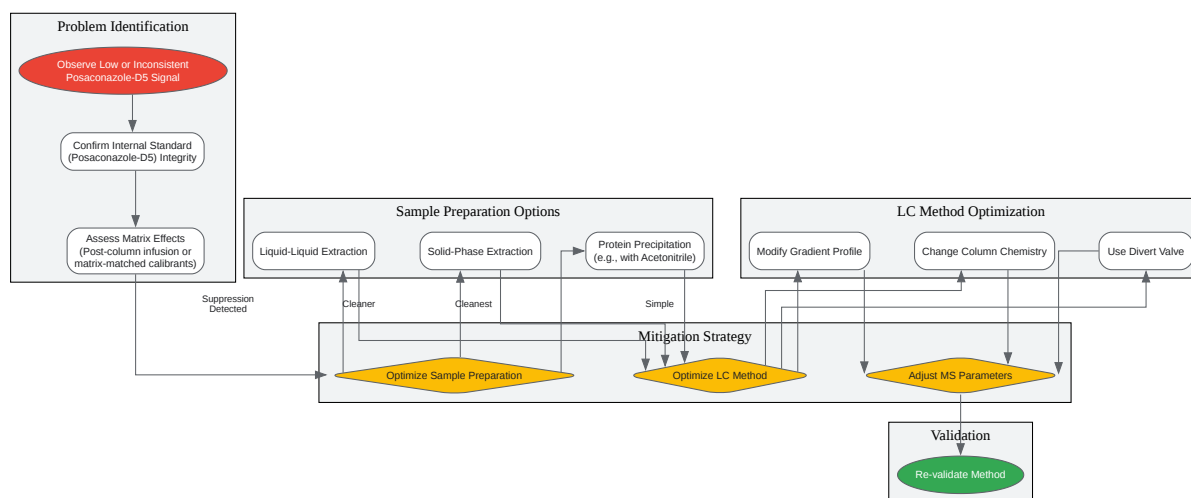 Problem Identification
Observe Low or Inconsistent
Posaconazole-D5 Signal
Confirm Internal Standard
(Posaconazole-D5) Integrity
Assess Matrix Effects
(Post-column infusion or
matrix-matched calibrants)
Suppression
Detected
Sample Preparation Options
Liquid-Liquid Extraction
Solid-Phase Extraction
Protein Precipitation
(e.g., with Acetonitrile)
Cleaner
Cleanest
Simple
LC Method Optimization
Modify Gradient Profile
Change Column Chemistry
Use Divert Valve
Mitigation Strategy
Optimize Sample Preparation
Optimize LC Method
Adjust MS Parameters
Validation
Re-validate Method